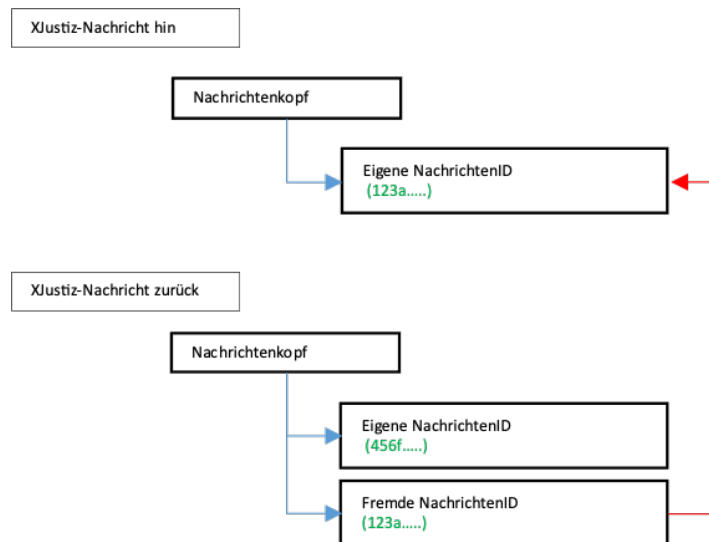 XJustiz-Nachricht hin
Nachrichtenkopf
Eigene NachrichtenID
(123a.....)
XJustiz-Nachricht zurück
Nachrichtenkopf
Eigene NachrichtenID
(456f.....)
Fremde NachrichtenID
(123a.....)